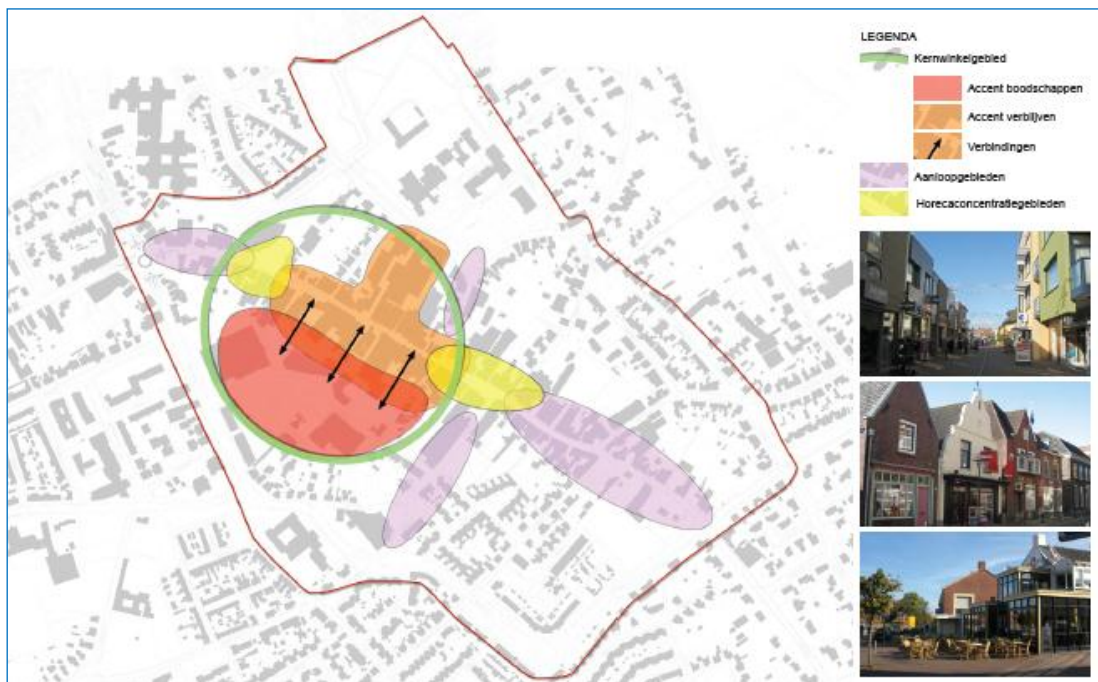 LEGENDA
Kernwinkelgebied
Accent boodschappen
Accent verblijven
Verbindingen
Aanloopgebieden
Horecaconcentratiegebieden